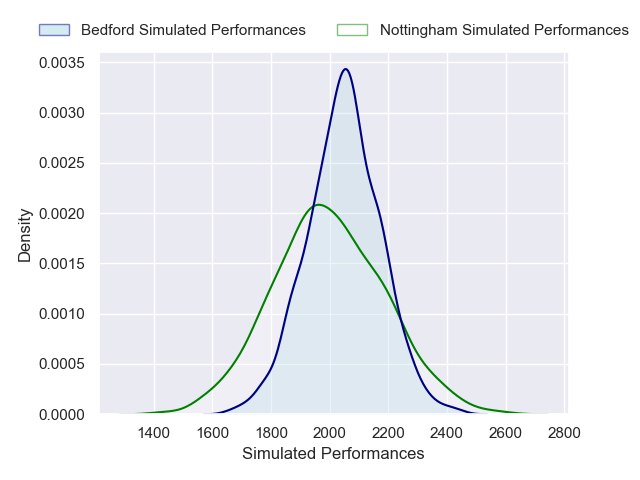 Bedford Simulated Performances
Nottingham Simulated Performances
0.0035
0.0030
0.0025
0.0020
0.0015
0.0010
0.0005
0.0000
Density
1400 1600 1800 2000 2200 2400 2600 2800
Simulated Performances